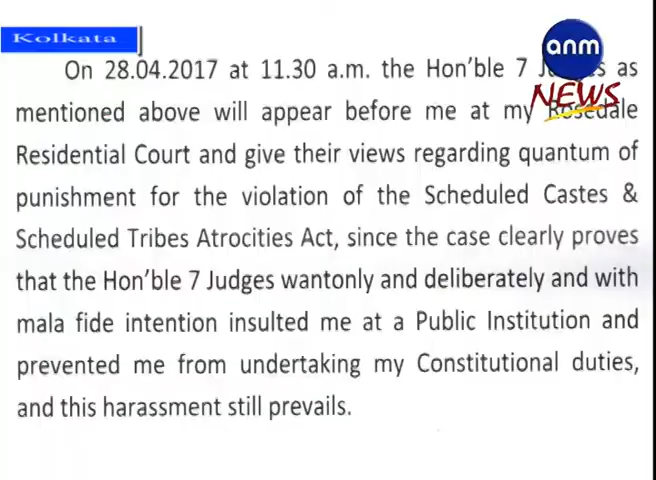 Kolkata
anm
NEWS
On 28.04.2017 at 11.30 a.m. the Hon'ble 7 Judges as
mentioned above will appear before me at my Rosedale
Residential Court and give their views regarding quantum of
punishment for the violation of the Scheduled Castes &
Scheduled Tribes Atrocities Act, since the case clearly proves
that the Hon'ble 7 Judges wantonly and deliberately and with
mala fide intention insulted me at a Public Institution and
prevented me from undertaking my Constitutional duties,
and this harassment still prevails.